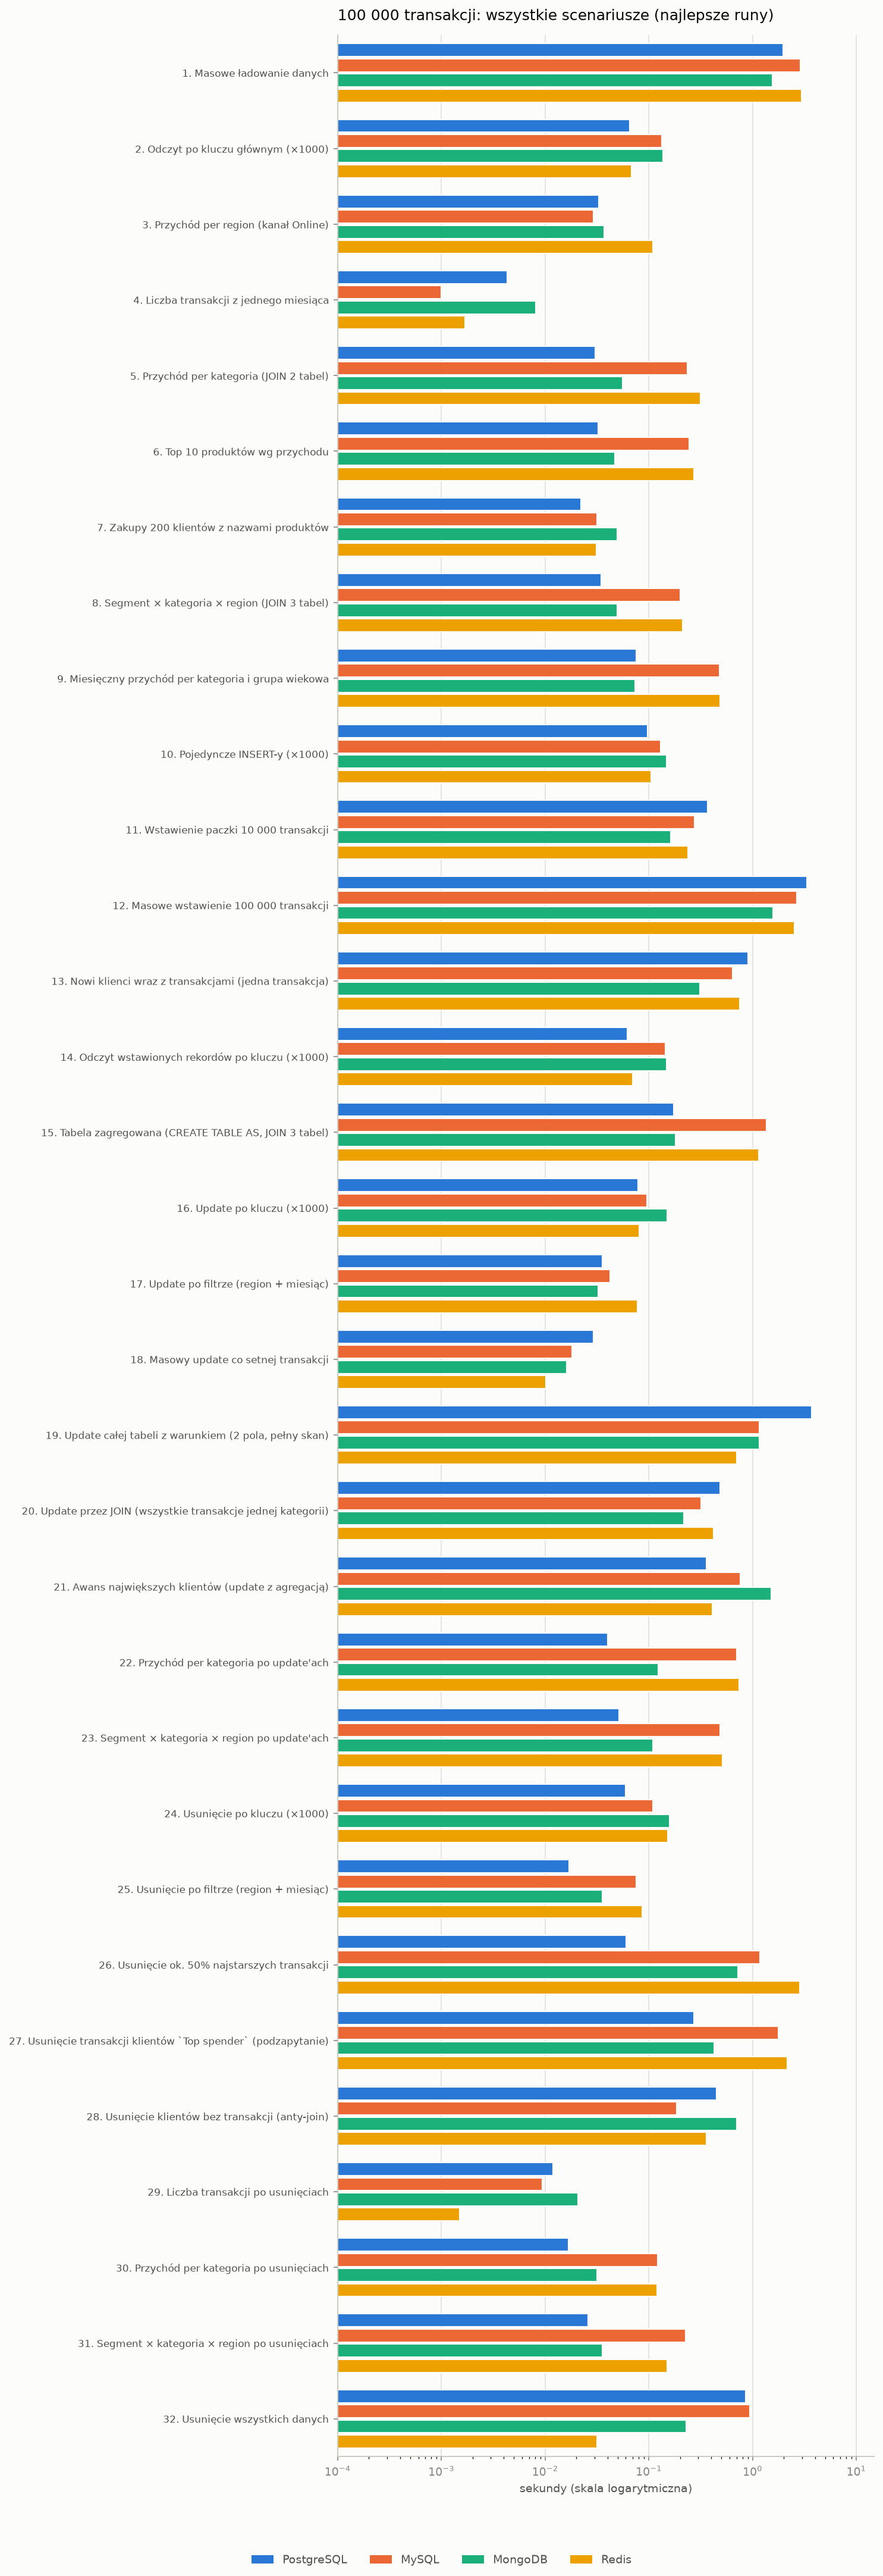 100 000 transakcji: wszystkie scenariusze (najlepsze runy)
1. Masowe ładowanie danych
2. Odczyt po kluczu głównym (×1000)
3. Przychód per region (kanał Online)
4. Liczba transakcji z jednego miesiąca
5. Przychód per kategoria (JOIN 2 tabel)
6. Top 10 produktów wg przychodu
7. Zakupy 200 klientów z nazwami produktów
8. Segment × kategoria × region (JOIN 3 tabel)
9. Miesięczny przychód per kategoria i grupa wiekowa
10. Pojedyncze INSERT-y (×1000)
11. Wstawienie paczki 10 000 transakcji
12. Masowe wstawienie 100 000 transakcji
13. Nowi klienci wraz z transakcjami (jedna transakcja)
14. Odczyt wstawionych rekordów po kluczu (×1000)
15. Tabela zagregowana (CREATE TABLE AS, JOIN 3 tabel)
16. Update po kluczu (×1000)
17. Update po filtrze (region + miesiąc)
18. Masowy update co setnej transakcji
19. Update całej tabeli z warunkiem (2 pola, pełny skan)
20. Update przez JOIN (wszystkie transakcje jednej kategorii)
21. Awans największych klientów (update z agregacją)
22. Przychód per kategoria po update'ach
23. Segment × kategoria × region po update'ach
24. Usunięcie po kluczu (×1000)
25. Usunięcie po filtrze (region + miesiąc)
26. Usunięcie ok. 50% najstarszych transakcji
27. Usunięcie transakcji klientów `Top spender` (podzapytanie)
28. Usunięcie klientów bez transakcji (anty-join)
29. Liczba transakcji po usunięciach
30. Przychód per kategoria po usunięciach
31. Segment × kategoria × region po usunięciach
32. Usunięcie wszystkich danych
10⁻⁴ 10⁻³ 10⁻² 10⁻¹ 10⁰ 10¹
sekundy (skala logarytmiczna)
PostgreSQL MySQL MongoDB Redis